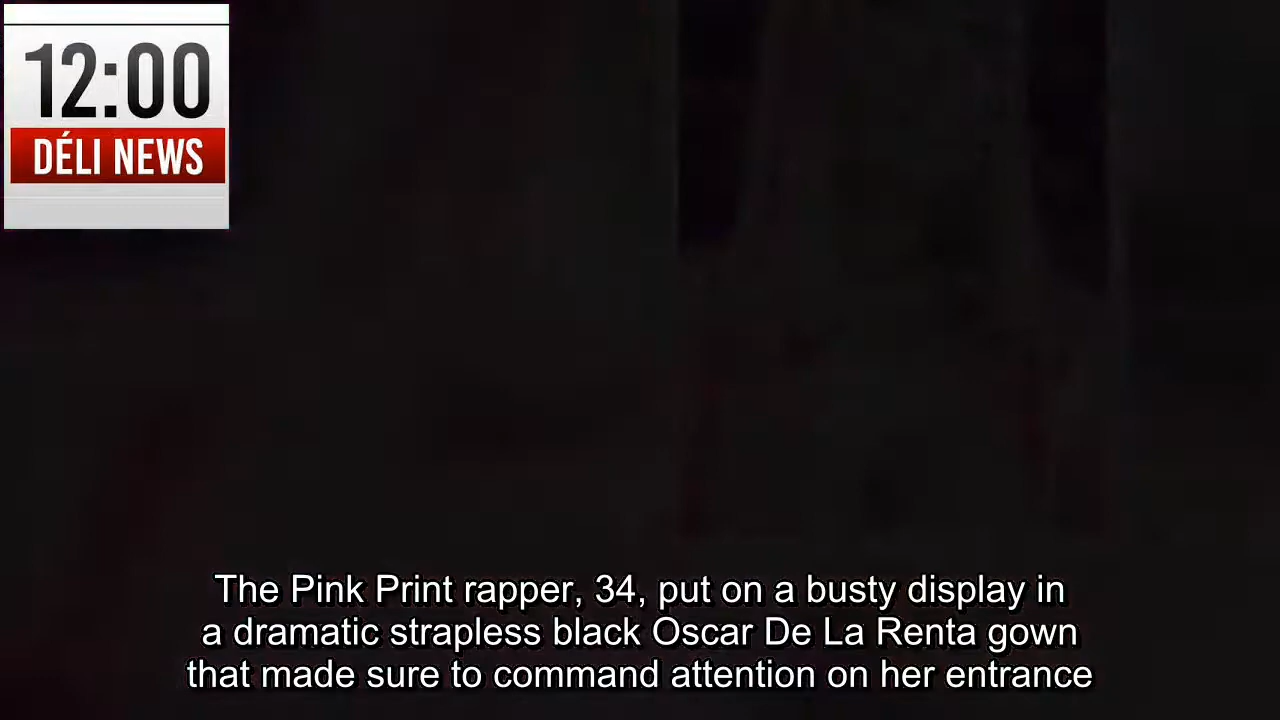 12:00
DÉLI NEWS
The Pink Print rapper, 34, put on a busty display in
a dramatic strapless black Oscar De La Renta gown
that made sure to command attention on her entrance